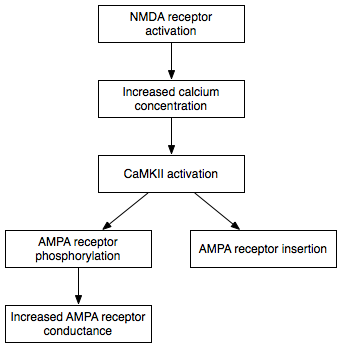 NMDA receptor
activation
Increased calcium
concentration
CaMKII activation
AMPA receptor
phosphorylation
AMPA receptor insertion
Increased AMPA receptor
conductance